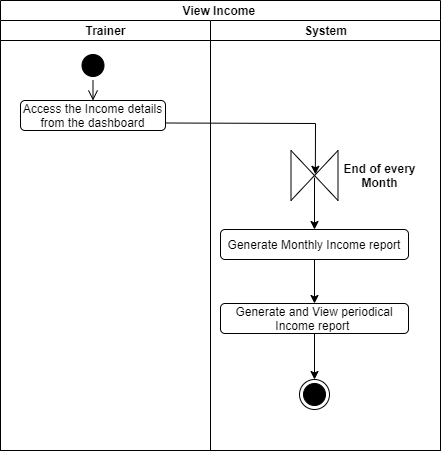 View Income
Trainer
System
Access the Income details
from the dashboard
End of every
Month
Generate Monthly Income report
Generate and View periodical
Income report